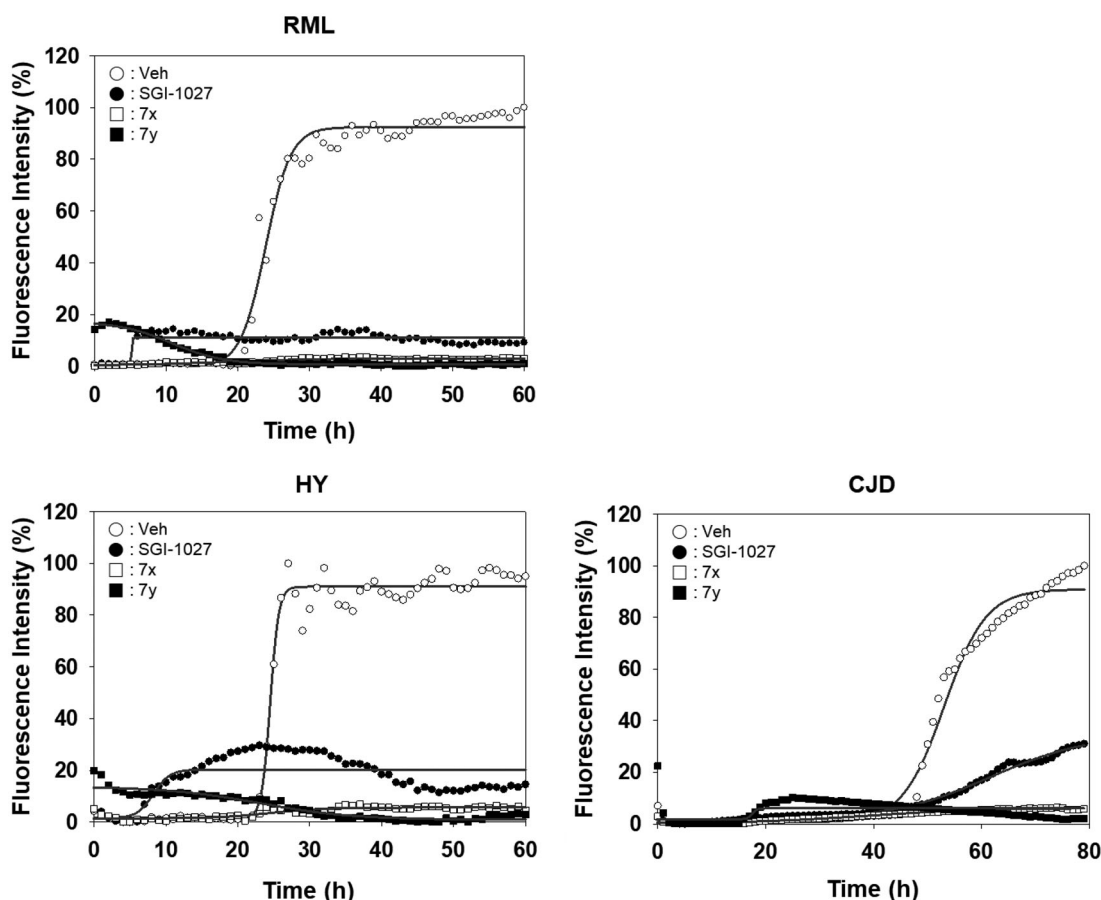 RML
Fluorescence Intensity (%)
120
100
80
60
40
20
0
: Veh
: SGI-1027
: 7x
: 7y
0 10 20 30 40 50 60
Time (h)
HY
Fluorescence Intensity (%)
120
100
80
60
40
20
0
: Veh
: SGI-1027
: 7x
: 7y
0 10 20 30 40 50 60
Time (h)
CJD
Fluorescence Intensity (%)
120
100
80
60
40
20
0
: Veh
: SGI-1027
: 7x
: 7y
0 20 40 60 80
Time (h)